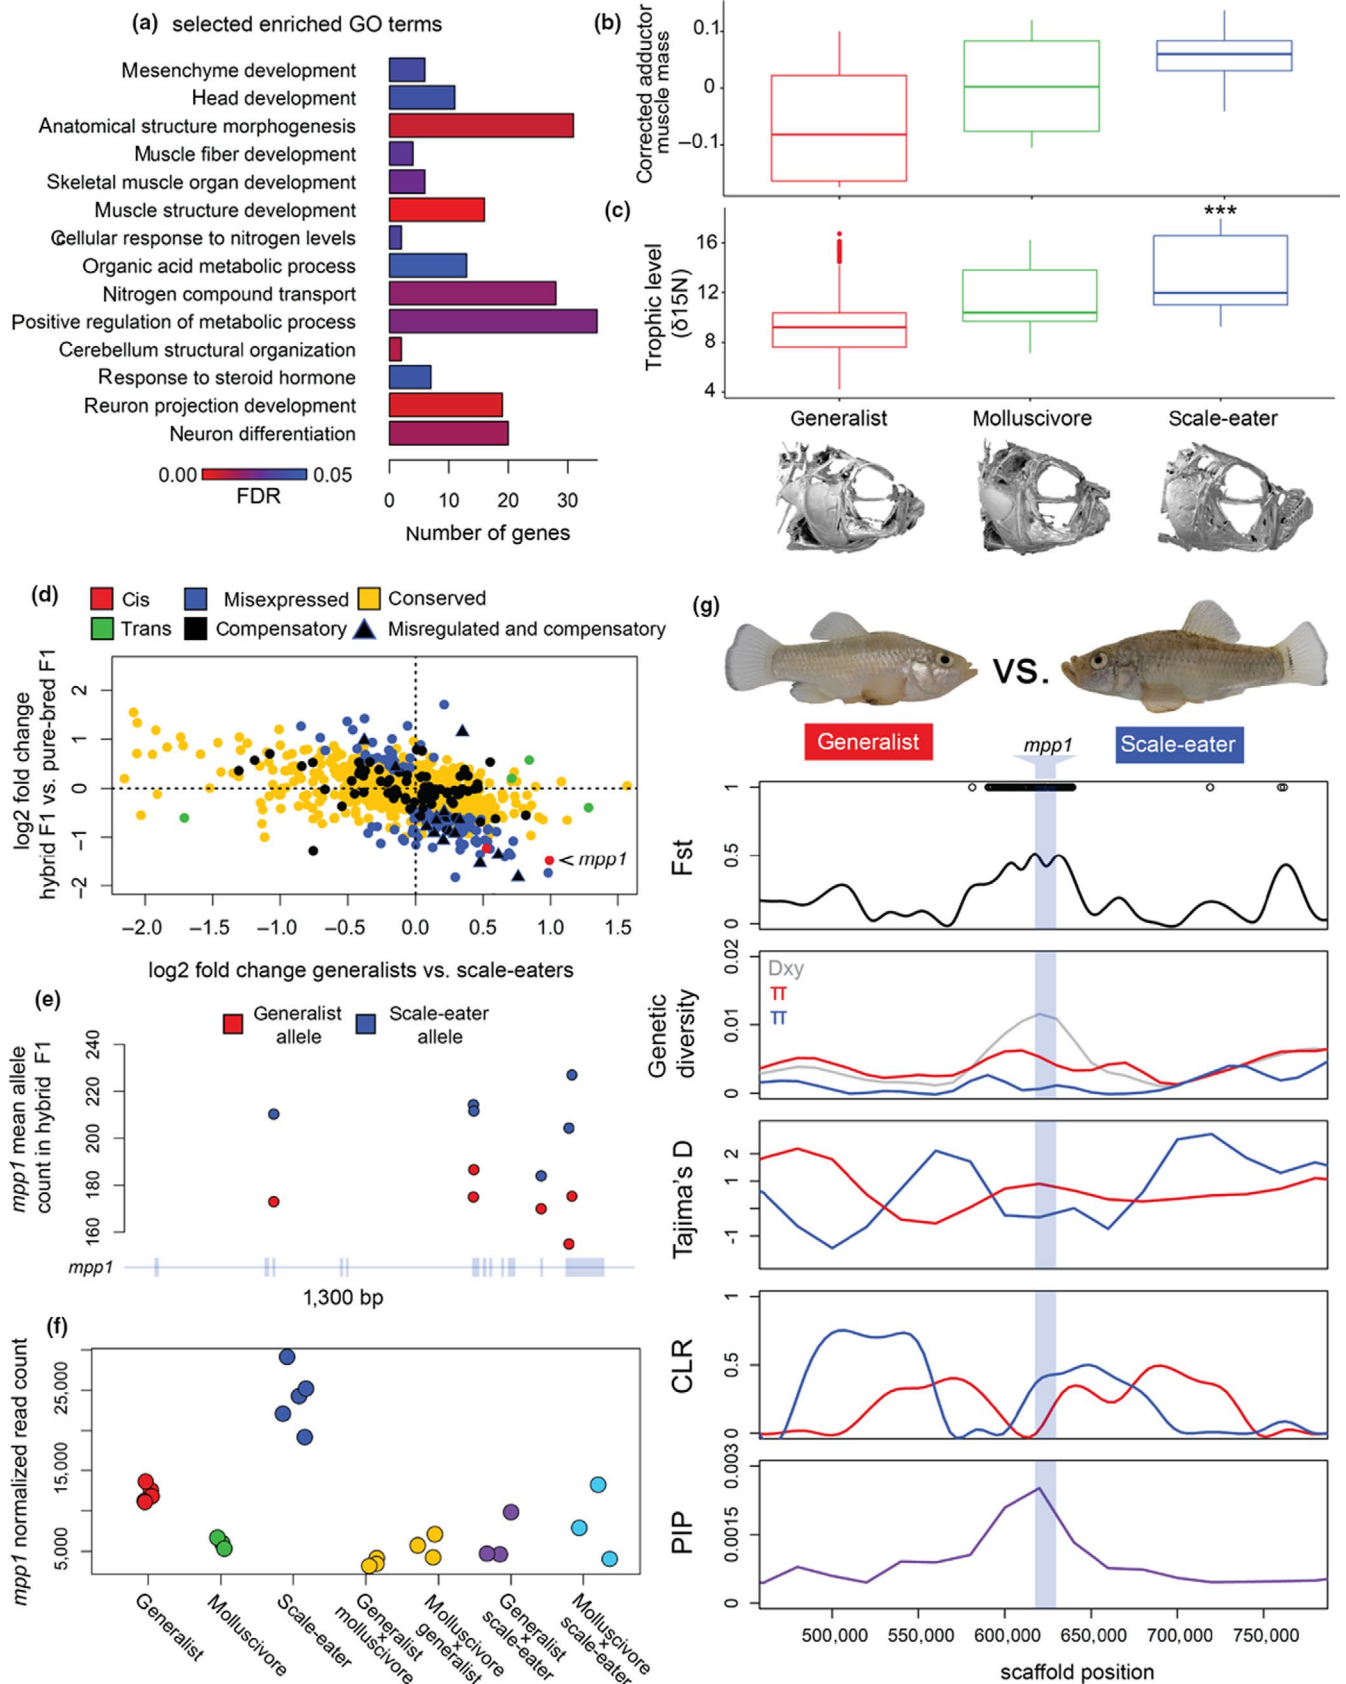 (a) selected enriched GO terms
Mesenchyme development
Head development
Anatomical structure morphogenesis
Muscle fiber development
Skeletal muscle organ development
Muscle structure development
Cellular response to nitrogen levels
Organic acid metabolic process
Nitrogen compound transport
Positive regulation of metabolic process
Cerebellum structural organization
Response to steroid hormone
Reuron projection development
Neuron differentiation
0.00 0.05
FDR
0 10 20 30
Number of genes
(b)
Corrected adductor
muscle mass
0.1
0
−0.1
(c)
Trophic level
(δ15N)
16
12
8
4
***
Generalist Molluscivore Scale-eater
(d)
Cis Misexpressed Conserved
Trans Compensatory Misregulated and compensatory
log2 fold change
hybrid F1 vs. pure-bred F1
2
1
0
−1
−2
< mpp1
−2.0 −1.5 −1.0 −0.5 0.0 0.5 1.0 1.5
log2 fold change generalists vs. scale-eaters
(e)
Generalist
allele
Scale-eater
allele
mpp1 mean allele
count in hybrid F1
240
220
200
180
160
mpp1
1,300 bp
(f)
mpp1 normalized read count
25,000
15,000
5,000
Generalist
Molluscivore
Scale-eater
Generalist
×
molluscivore
Molluscivore
×
generalist
Generalist
×
scale-eater
Molluscivore
×
scale-eater
(g)
vs.
Generalist mpp1 Scale-eater
Fst
1
0.5
0
Genetic
diversity
0.02
0.01
0
Dxy
π
π
Tajima's D
2
1
-1
CLR
1
0.5
0
PIP
0.003
0.0015
0
500,000 550,000 600,000 650,000 700,000 750,000
scaffold position